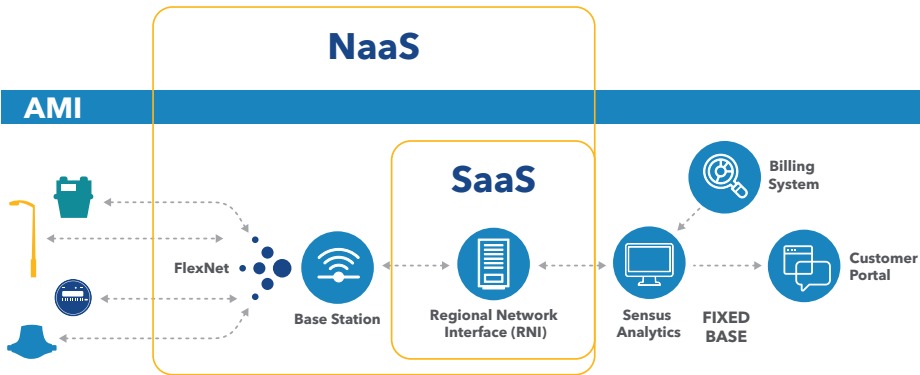 NaaS
AMI
SaaS
Billing
System
FlexNet
Base Station
Regional Network
Interface (RNI)
Sensus
Analytics
FIXED
BASE
Customer
Portal